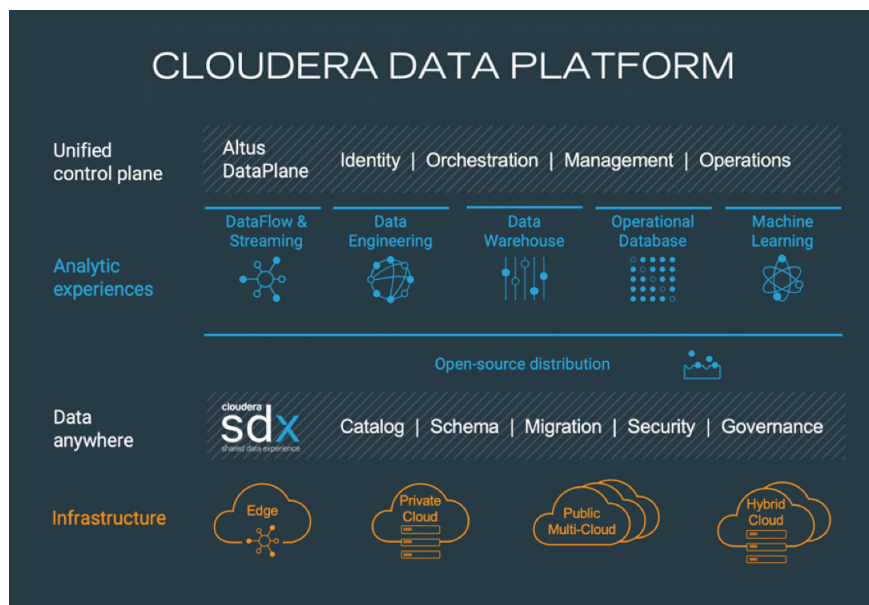 CLOUDERA DATA PLATFORM
Unified
control plane
Altus
DataPlane
Identity | Orchestration | Management | Operations
Analytic
experiences
DataFlow &
Streaming
Data
Engineering
Data
Warehouse
Operational
Database
Machine
Learning
Open-source distribution
Data
anywhere
cloudera
sdx
shared data experience
Catalog | Schema | Migration | Security | Governance
Infrastructure
Edge
Private
Cloud
Public
Multi-Cloud
Hybrid
Cloud